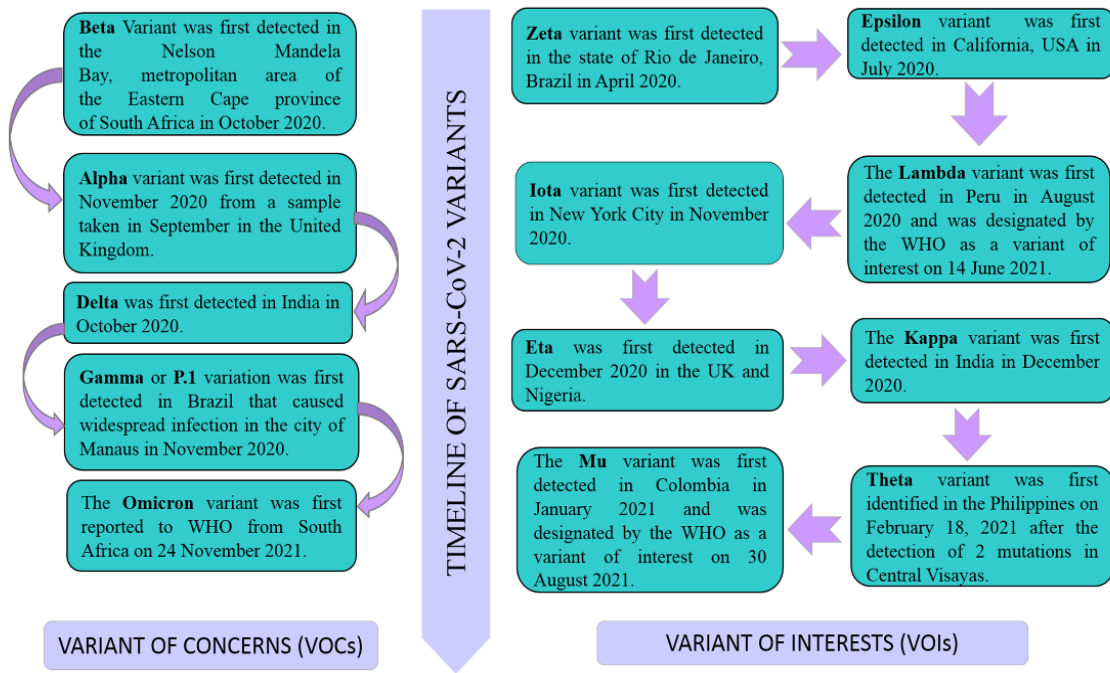 Beta Variant was first detected in
the Nelson Mandela
Bay, metropolitan area of
the Eastern Cape province
of South Africa in October 2020.
Alpha variant was first detected in
November 2020 from a sample
taken in September in the United
Kingdom.
Delta was first detected in India in
October 2020.
Gamma or P.1 variation was first
detected in Brazil that caused
widespread infection in the city of
Manaus in November 2020.
The Omicron variant was first
reported to WHO from South
Africa on 24 November 2021.
VARIANT OF CONCERNS (VOCs)
TIMELINE OF SARS-CoV-2 VARIANTS
Zeta variant was first detected
in the state of Rio de Janeiro,
Brazil in April 2020.
Epsilon variant was first
detected in California, USA in
July 2020.
The Lambda variant was first
detected in Peru in August
2020 and was designated by
the WHO as a variant of
interest on 14 June 2021.
Iota variant was first detected
in New York City in November
2020.
Eta was first detected in
December 2020 in the UK and
Nigeria.
The Kappa variant was first
detected in India in December
2020.
Theta variant was first
identified in the Philippines on
February 18, 2021 after the
detection of 2 mutations in
Central Visayas.
The Mu variant was first
detected in Colombia in
January 2021 and was
designated by the WHO as a
variant of interest on 30
August 2021.
VARIANT OF INTERESTS (VOIs)